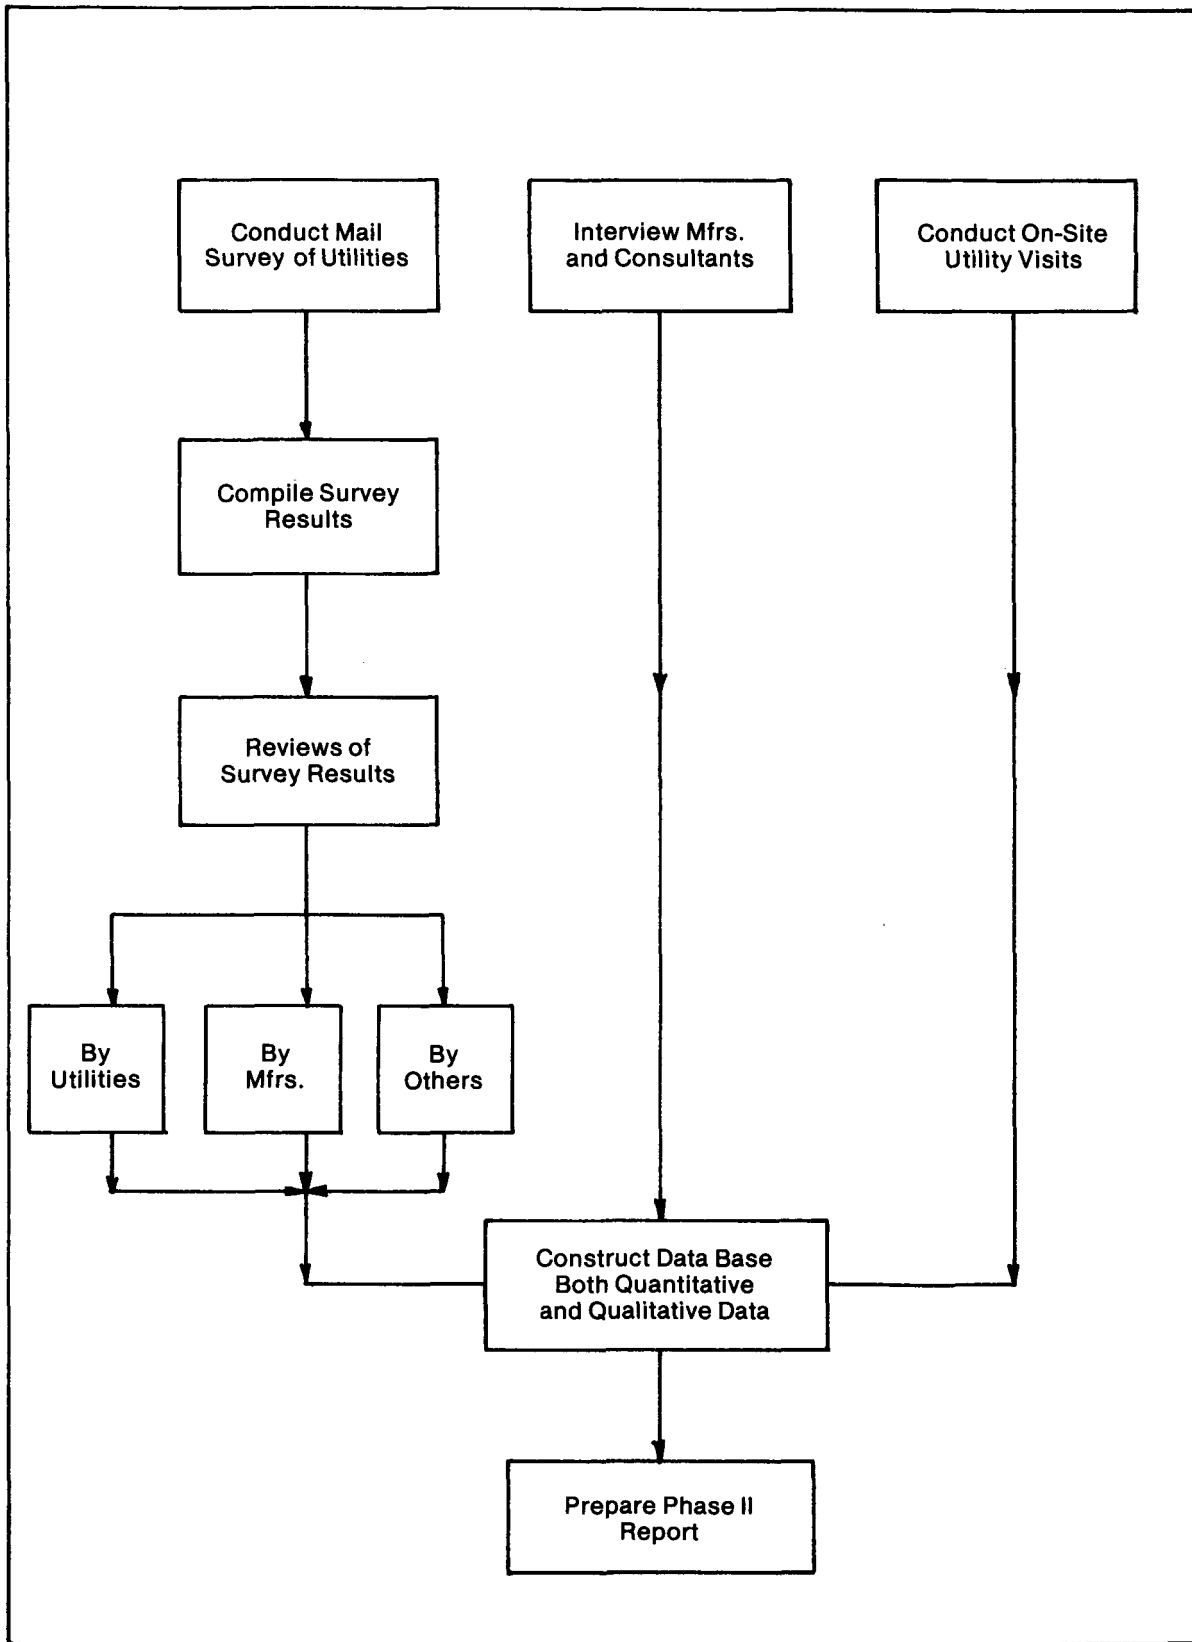 Conduct Mail
Survey of Utilities
Interview Mfrs.
and Consultants
Conduct On-Site
Utility Visits
Compile Survey
Results
Reviews of
Survey Results
By
Utilities
By
Mfrs.
By
Others
Construct Data Base
Both Quantitative
and Qualitative Data
Prepare Phase II
Report